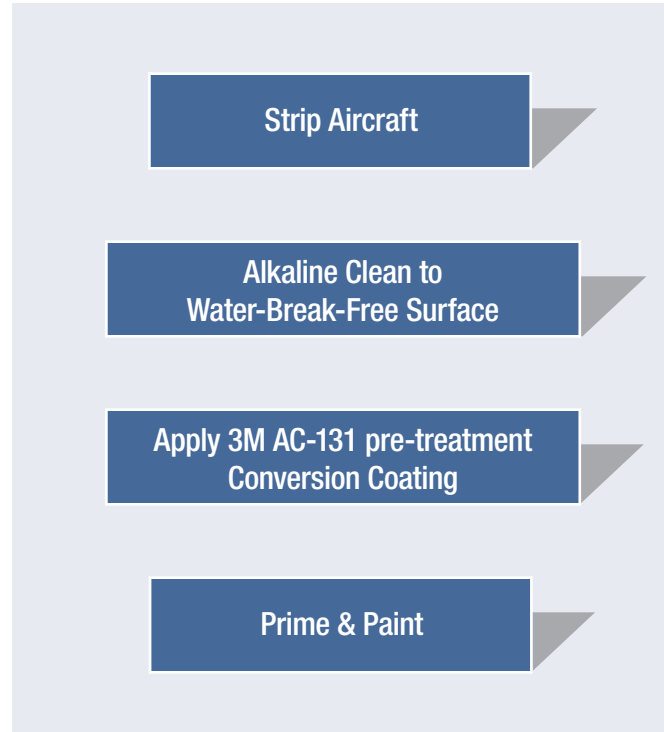 Strip Aircraft
Alkaline Clean to
Water-Break-Free Surface
Apply 3M AC-131 pre-treatment
Conversion Coating
Prime & Paint